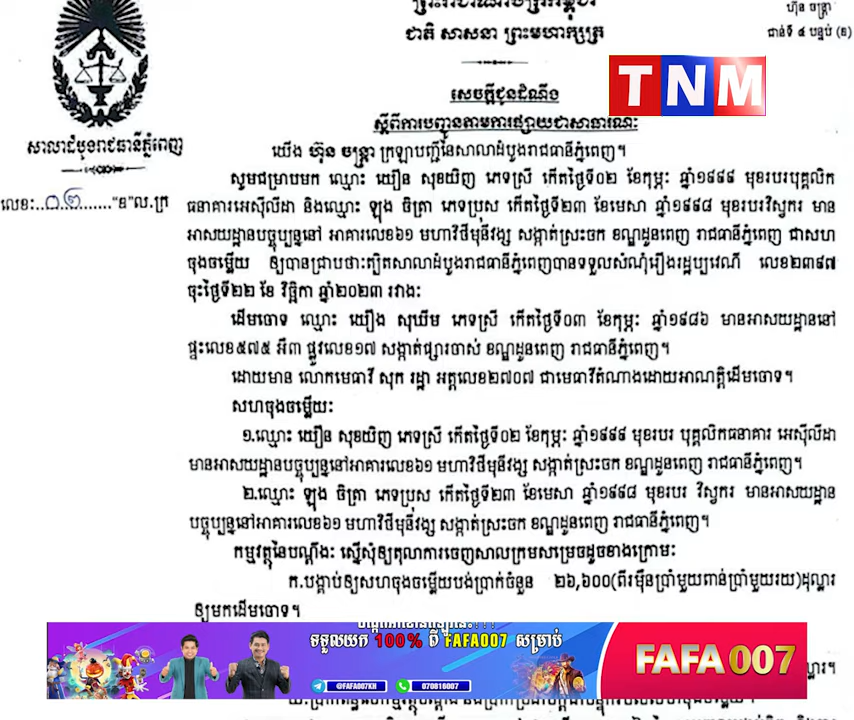 ហ៊ុន ចន្ត្រា
ជាន់ទី ៤ បន្ទប់ (ខ)
ជាតិ សាសនា ព្រះមហាក្សត្រ
TNM
សេចក្ដីជូនដំណឹង
ស្ដីពីការបញ្ជូនតាមការផ្សាយជាសាធារណៈ
សាលាដំបូងរាជធានីភ្នំពេញ
លេខ:..០៥......"ខ"ល.ក្រ
យើង ហ៊ុន ចន្ត្រា ក្រឡាបញ្ជីនៃសាលាដំបូងរាជធានីភ្នំពេញ។
សូមជម្រាបមក ឈ្មោះ យឿន សុខយិញ ភេទស្រី កើតថ្ងៃទី០២ ខែកុម្ភៈ ឆ្នាំ១៩៩៩ មុខរបរបុគ្គលិក
ធនាគារអេស៊ីលីដា និងឈ្មោះ ឡុង ចិត្រា ភេទប្រុស កើតថ្ងៃទី២៣ ខែមេសា ឆ្នាំ១៩៩៨ មុខរបរវិស្វករ មាន
អាសយដ្ឋានបច្ចុប្បន្ននៅ អាគារលេខ៦១ មហាវិថីមុនីវង្ស សង្កាត់ស្រះចក ខណ្ឌដូនពេញ រាជធានីភ្នំពេញ ជាសហ
ចុងចម្លើយ ឲ្យបានជ្រាបថា:ត្បិតសាលាដំបូងរាជធានីភ្នំពេញបានទទួលសំណុំរឿងរដ្ឋប្បវេណី លេខ២៣៩៧
ចុះថ្ងៃទី២២ ខែ វិច្ឆិកា ឆ្នាំ២០២៣ រវាង:
ដើមចោទ ឈ្មោះ យឿង សុឃីម ភេទស្រី កើតថ្ងៃទី០៣ ខែកុម្ភៈ ឆ្នាំ១៩៨៦ មានអាសយដ្ឋាននៅ
ផ្ទះលេខ៥៧៥ អឺ៣ ផ្លូវលេខ១៧ សង្កាត់ផ្សារចាស់ ខណ្ឌដូនពេញ រាជធានីភ្នំពេញ។
ដោយមាន លោកមេធាវី សុក រដ្ឋា អត្តលេខ២៧០៧ ជាមេធាវីតំណាងដោយអាណត្តិដើមចោទ។
សហចុងចម្លើយ:
១.ឈ្មោះ យឿន សុខយិញ ភេទស្រី កើតថ្ងៃទី០២ ខែកុម្ភៈ ឆ្នាំ១៩៩៩ មុខរបរ បុគ្គលិកធនាគារ អេស៊ីលីដា
មានអាសយដ្ឋានបច្ចុប្បន្ននៅអាគារលេខ៦១ មហាវិថីមុនីវង្ស សង្កាត់ស្រះចក ខណ្ឌដូនពេញ រាជធានីភ្នំពេញ។
២.ឈ្មោះ ឡុង ចិត្រា ភេទប្រុស កើតថ្ងៃទី២៣ ខែមេសា ឆ្នាំ១៩៩៨ មុខរបរ វិស្វករ មានអាសយដ្ឋាន
បច្ចុប្បន្ននៅអាគារលេខ៦១ មហាវិថីមុនីវង្ស សង្កាត់ស្រះចក ខណ្ឌដូនពេញ រាជធានីភ្នំពេញ។
កម្មវត្ថុនៃបណ្ដឹង: ស្នើសុំឲ្យតុលាការចេញសាលក្រមសម្រេចដូចខាងក្រោម:
ក.បង្គាប់ឲ្យសហចុងចម្លើយបង់ប្រាក់ចំនួន ២៦,៦០០(ពីរម៉ឺនប្រាំមួយពាន់ប្រាំមួយរយ)ដុល្លារ
ឲ្យមកដើមចោទ។
ទទួលយក 100% ពី FAFA007 សម្រាប់
@FAFA007KH
070816007
FAFA007